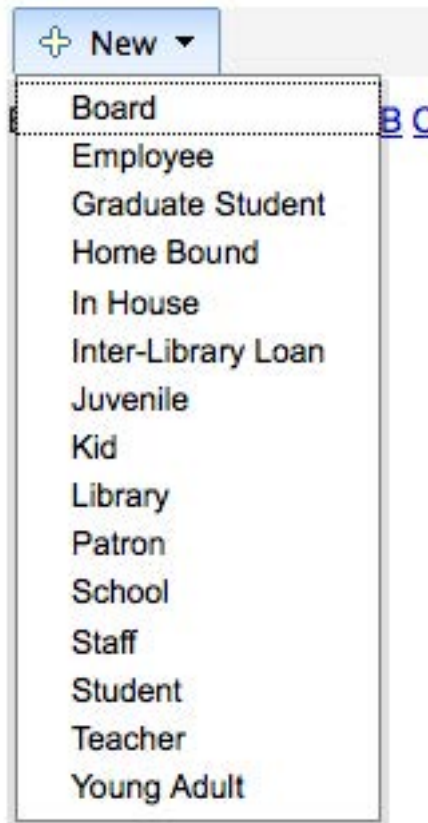 New
Board
B C
Employee
Graduate Student
Home Bound
In House
Inter-Library Loan
Juvenile
Kid
Library
Patron
School
Staff
Student
Teacher
Young Adult